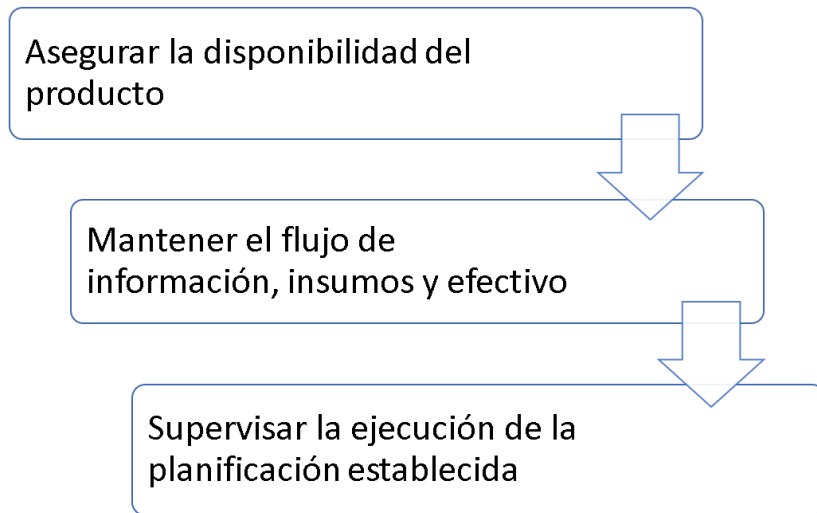 Asegurar la disponibilidad del
producto
Mantener el flujo de
información, insumos y efectivo
Supervisar la ejecución de la
planificación establecida